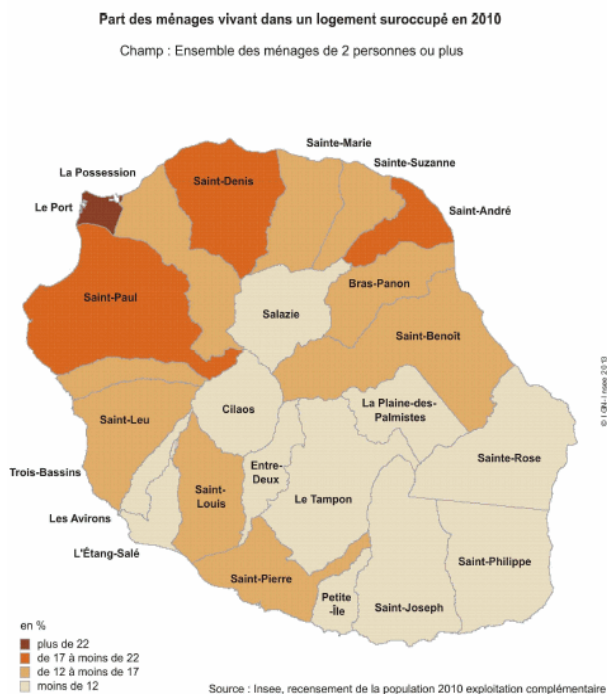 Part des ménages vivant dans un logement suroccupé en 2010
Champ : Ensemble des ménages de 2 personnes ou plus
Sainte-Marie
Sainte-Suzanne
La Possession
Saint-Denis
Le Port
Saint-André
Saint-Paul
Bras-Panon
Salazie
Saint-Benoît
© IGN - Insee 2013
Cilaos
La Plaine-des-
Palmistes
Saint-Leu
Sainte-Rose
Trois-Bassins
Entre-
Deux
Saint-
Louis
Le Tampon
Les Avirons
L'Étang-Salé
Saint-Philippe
Saint-Pierre
Petite
-Île
Saint-Joseph
en %
plus de 22
de 17 à moins de 22
de 12 à moins de 17
moins de 12
Source : Insee, recensement de la population 2010 exploitation complémentaire